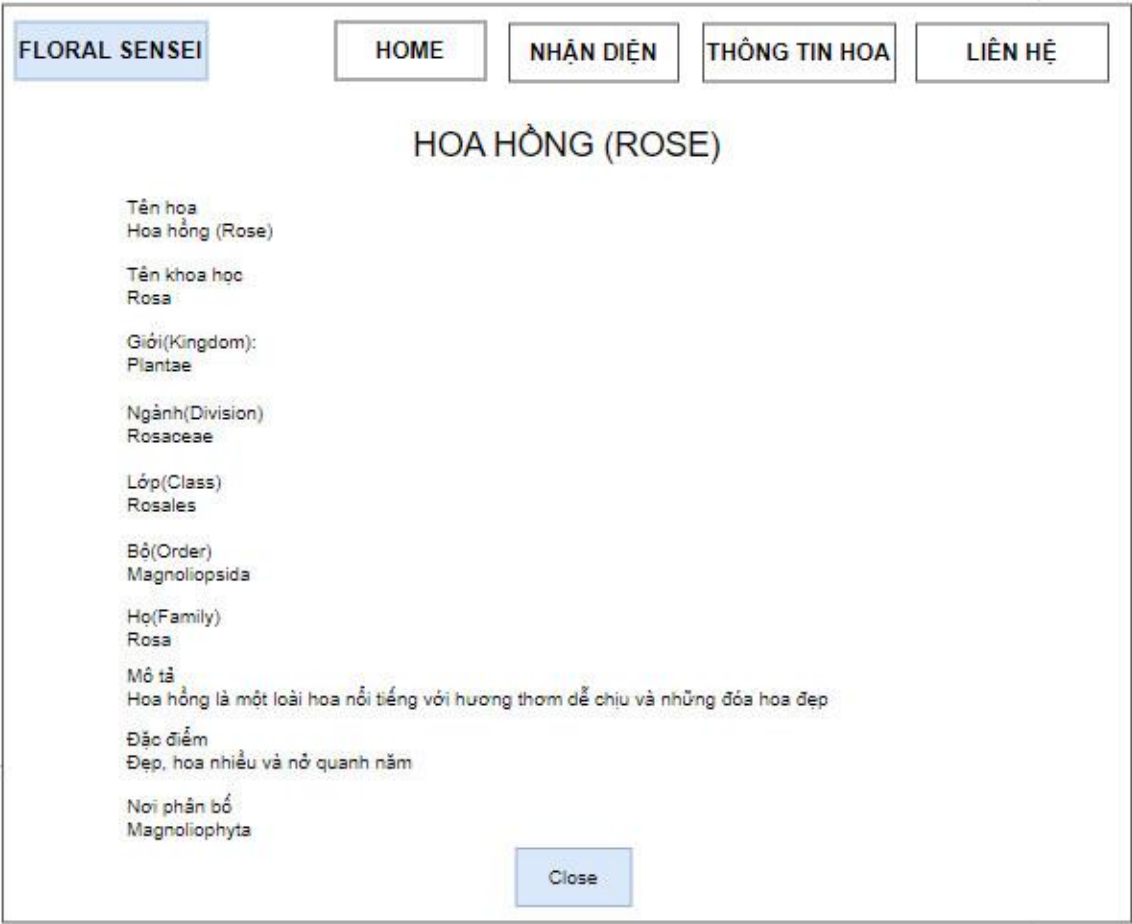 FLORAL SENSEI
HOME
NHẬN DIỆN
THÔNG TIN HOA
LIÊN HỆ
HOA HỒNG (ROSE)
Tên hoa
Hoa hồng (Rose)
Tên khoa học
Rosa
Giới(Kingdom):
Plantae
Ngành(Division)
Rosaceae
Lớp(Class)
Rosales
Bộ(Order)
Magnoliopsida
Họ(Family)
Rosa
Mô tả
Hoa hồng là một loài hoa nổi tiếng với hương thơm dễ chịu và những đóa hoa đẹp
Đặc điểm
Đẹp, hoa nhiều và nở quanh năm
Nơi phân bố
Magnoliophyta
Close